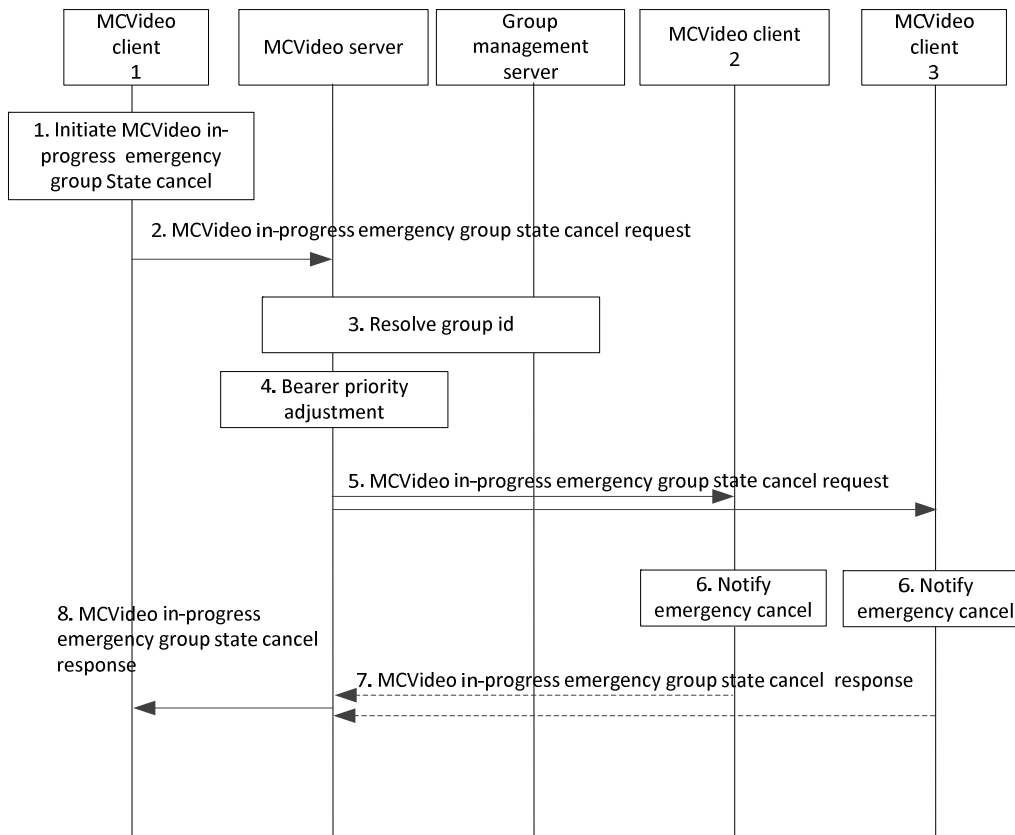 MCVideo
client
1
MCVideo server
Group
management
server
MCVideo client
2
MCVideo
client
3
1. Initiate MCVideo in-
progress emergency
group State cancel
2. MCVideo in-progress emergency group state cancel request
3. Resolve group id
4. Bearer priority
adjustment
5. MCVideo in-progress emergency group state cancel request
6. Notify
emergency cancel
6. Notify
emergency cancel
8. MCVideo in-progress
emergency group state cancel
response
7. MCVideo in-progress emergency group state cancel response